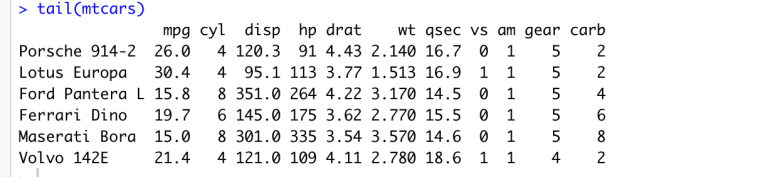 > tail(mtcars)
                mpg cyl  disp  hp drat    wt qsec vs am gear carb
Porsche 914-2  26.0   4 120.3  91 4.43 2.140 16.7  0  1    5    2
Lotus Europa   30.4   4  95.1 113 3.77 1.513 16.9  1  1    5    2
Ford Pantera L 15.8   8 351.0 264 4.22 3.170 14.5  0  1    5    4
Ferrari Dino   19.7   6 145.0 175 3.62 2.770 15.5  0  1    5    6
Maserati Bora  15.0   8 301.0 335 3.54 3.570 14.6  0  1    5    8
Volvo 142E     21.4   4 121.0 109 4.11 2.780 18.6  1  1    4    2